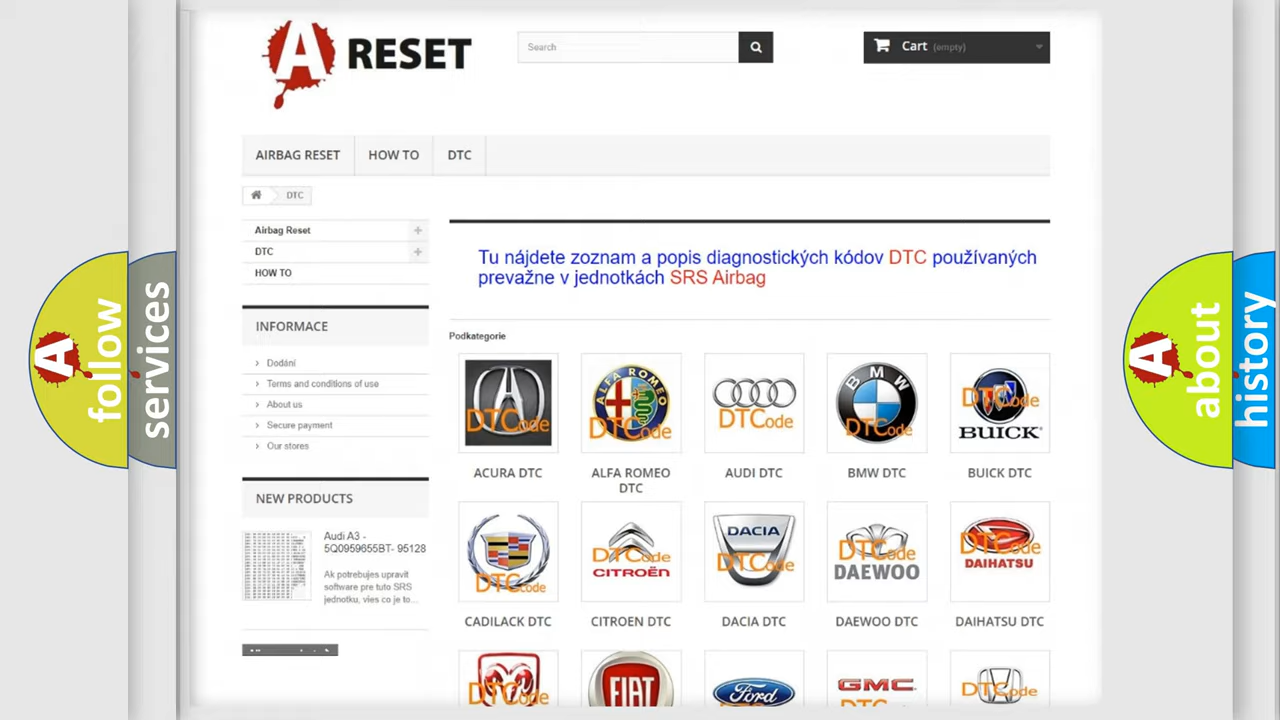 A RESET
Search
Cart (empty)
AIRBAG RESET
HOW TO
DTC
DTC
Airbag Reset
DTC
HOW TO
INFORMACE
Dodání
Terms and conditions of use
About us
Secure payment
Our stores
NEW PRODUCTS
Audi A3 -
5Q0959655BT- 95128
Ak potrebujes upravit
software pre tuto SRS
jednotku, vies co je to...
Tu nájdete zoznam a popis diagnostických kódov DTC používaných
prevažne v jednotkách SRS Airbag
Podkategorie
DTCode
ALFA ROMEO
DTCode
DTCode
BMW
DTCode
DTCode
BUICK
ACURA DTC
ALFA ROMEO
DTC
AUDI DTC
BMW DTC
BUICK DTC
DTCode
DTCode
CITROËN
DACIA
DTCode
DTCode
DAEWOO
DTCode
DAIHATSU
CADILACK DTC
CITROEN DTC
DACIA DTC
DAEWOO DTC
DAIHATSU DTC
DTCode
FIAT
Ford
GMC
DTCode
A
follow
services
A
about
history